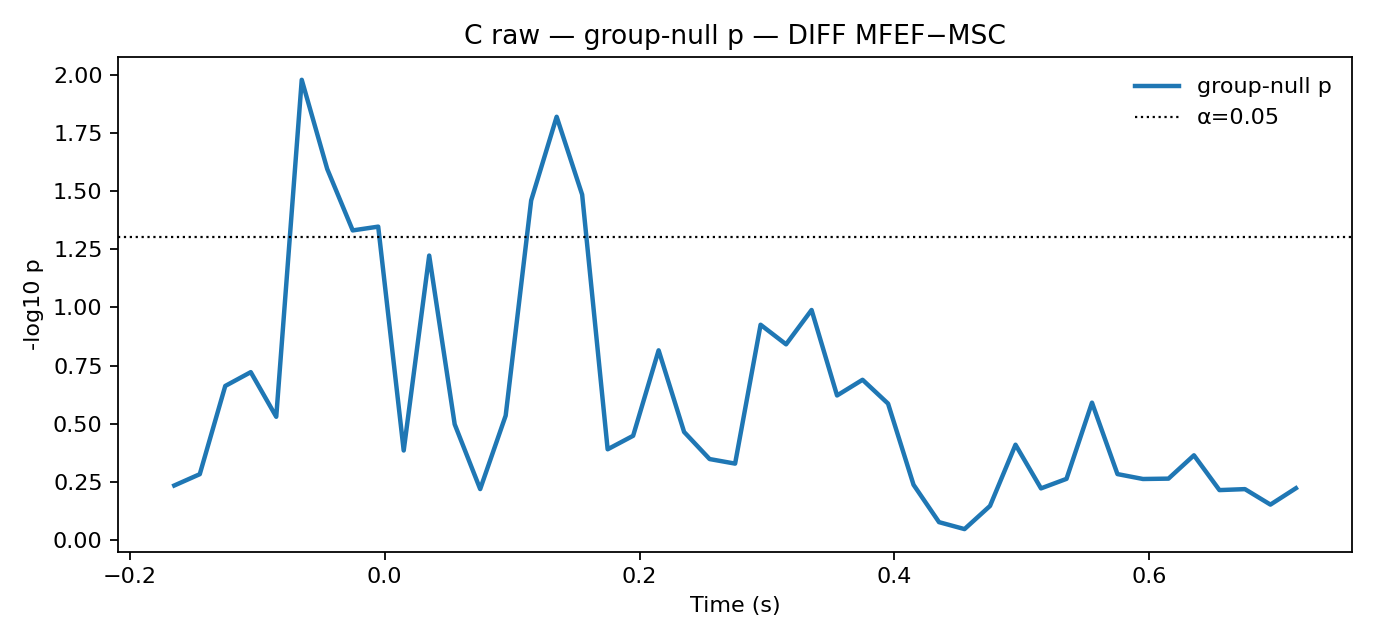 C raw — group-null p — DIFF MFEF−MSC
group-null p
α=0.05
-log10 p
2.00
1.75
1.50
1.25
1.00
0.75
0.50
0.25
0.00
−0.2
0.0
0.2
0.4
0.6
Time (s)